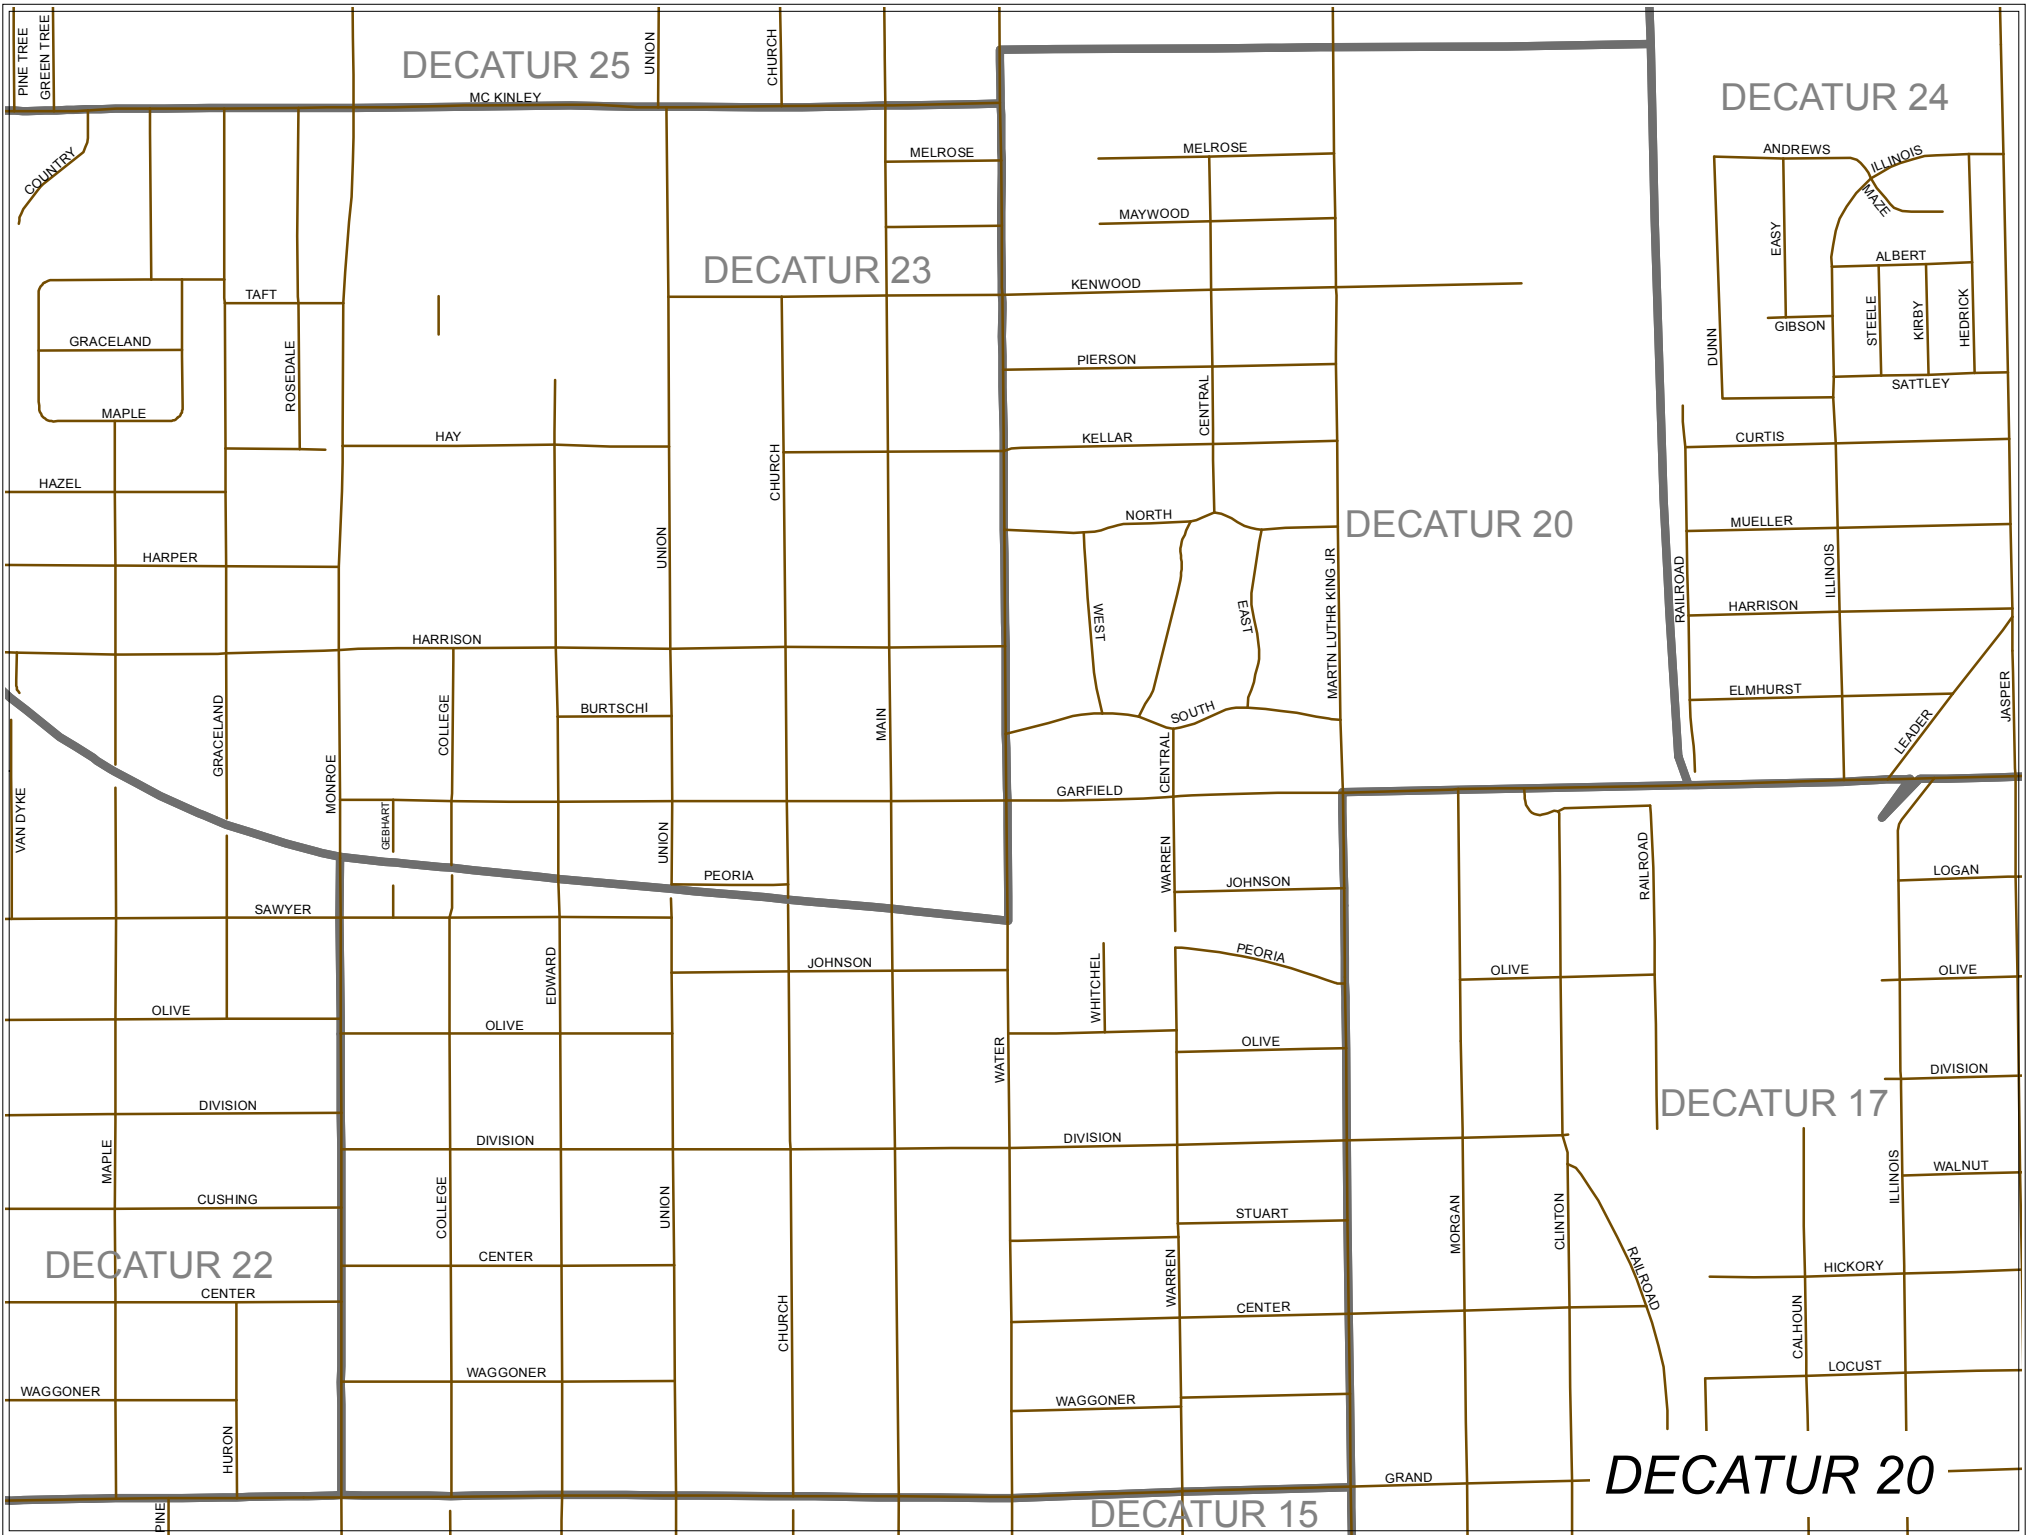 PINE TREE
GREEN TREE
DECATUR 25
UNION
CHURCH
MC KINLEY
DECATUR 24
COUNTRY
MELROSE
MELROSE
ANDREWS
ILLINOIS
MAZE
MAYWOOD
EASY
ALBERT
DECATUR 23
TAFT
KENWOOD
GRACELAND
ROSEDALE
PIERSON
DUNN
GIBSON
STEELE
KIRBY
HEDRICK
SATTLEY
MAPLE
HAY
CHURCH
KELLAR
CENTRAL
CURTIS
HAZEL
NORTH
DECATUR 20
MUELLER
HARPER
UNION
WEST
EAST
MARTN LUTHR KING JR
RAILROAD
ILLINOIS
HARRISON
HARRISON
GRACELAND
COLLEGE
BURTSCHI
MAIN
SOUTH
ELMHURST
LEADER
JASPER
VAN DYKE
MONROE
GEBHART
UNION
GARFIELD
CENTRAL
WARREN
RAILROAD
PEORIA
JOHNSON
LOGAN
SAWYER
EDWARD
JOHNSON
WHITCHEL
PEORIA
OLIVE
OLIVE
OLIVE
OLIVE
WATER
OLIVE
DIVISION
DIVISION
DIVISION
DIVISION
DECATUR 17
MAPLE
CUSHING
COLLEGE
UNION
STUART
MORGAN
CLINTON
ILLINOIS
WALNUT
DECATUR 22
CENTER
CENTER
WARREN
CENTER
RAILROAD
HICKORY
CHURCH
CALHOUN
LOCUST
WAGGONER
WAGGONER
WAGGONER
HURON
GRAND
DECATUR 20
PINE
DECATUR 15